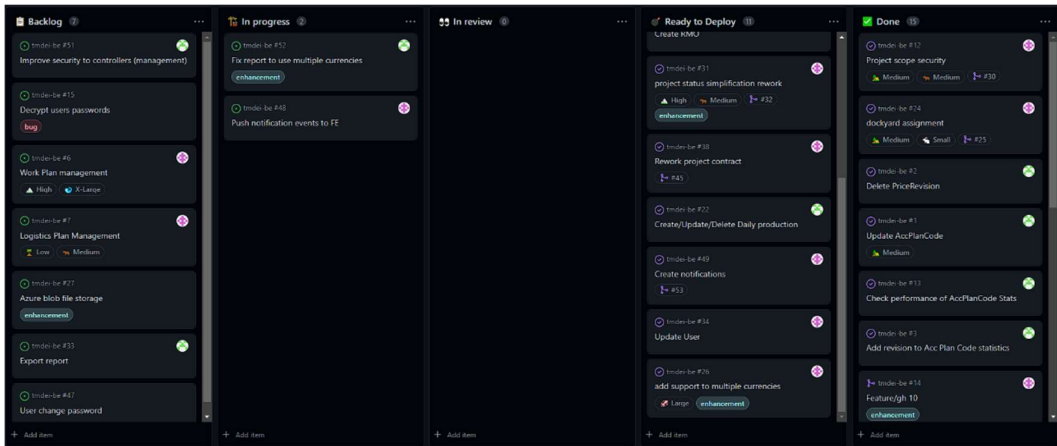 Backlog 7
tmdei-be #51
Improve security to controllers (management)
tmdei-be #15
Decrypt users passwords
bug
tmdei-be #6
Work Plan management
High X-Large
tmdei-be #7
Logistics Plan Management
Low Medium
tmdei-be #27
Azure blob file storage
enhancement
tmdei-be #33
Export report
tmdei-be #47
User change password
+ Add item
In progress 2
tmdei-be #52
Fix report to use multiple currencies
enhancement
tmdei-be #48
Push notification events to FE
+ Add item
In review 0
+ Add item
Ready to Deploy 11
Create RMO
tmdei-be #31
project status simplification rework
High Medium #32
enhancement
tmdei-be #38
Rework project contract
#45
tmdei-be #22
Create/Update/Delete Daily production
tmdei-be #49
Create notifications
#53
tmdei-be #34
Update User
tmdei-be #26
add support to multiple currencies
Large enhancement
+ Add item
Done 15
tmdei-be #12
Project scope security
Medium Medium #30
tmdei-be #24
dockyard assignment
Medium Small #25
tmdei-be #2
Delete PriceRevision
tmdei-be #1
Update AccPlanCode
Medium
tmdei-be #13
Check performance of AccPlanCode Stats
tmdei-be #3
Add revision to Acc Plan Code statistics
tmdei-be #14
Feature/gh 10
enhancement
+ Add item